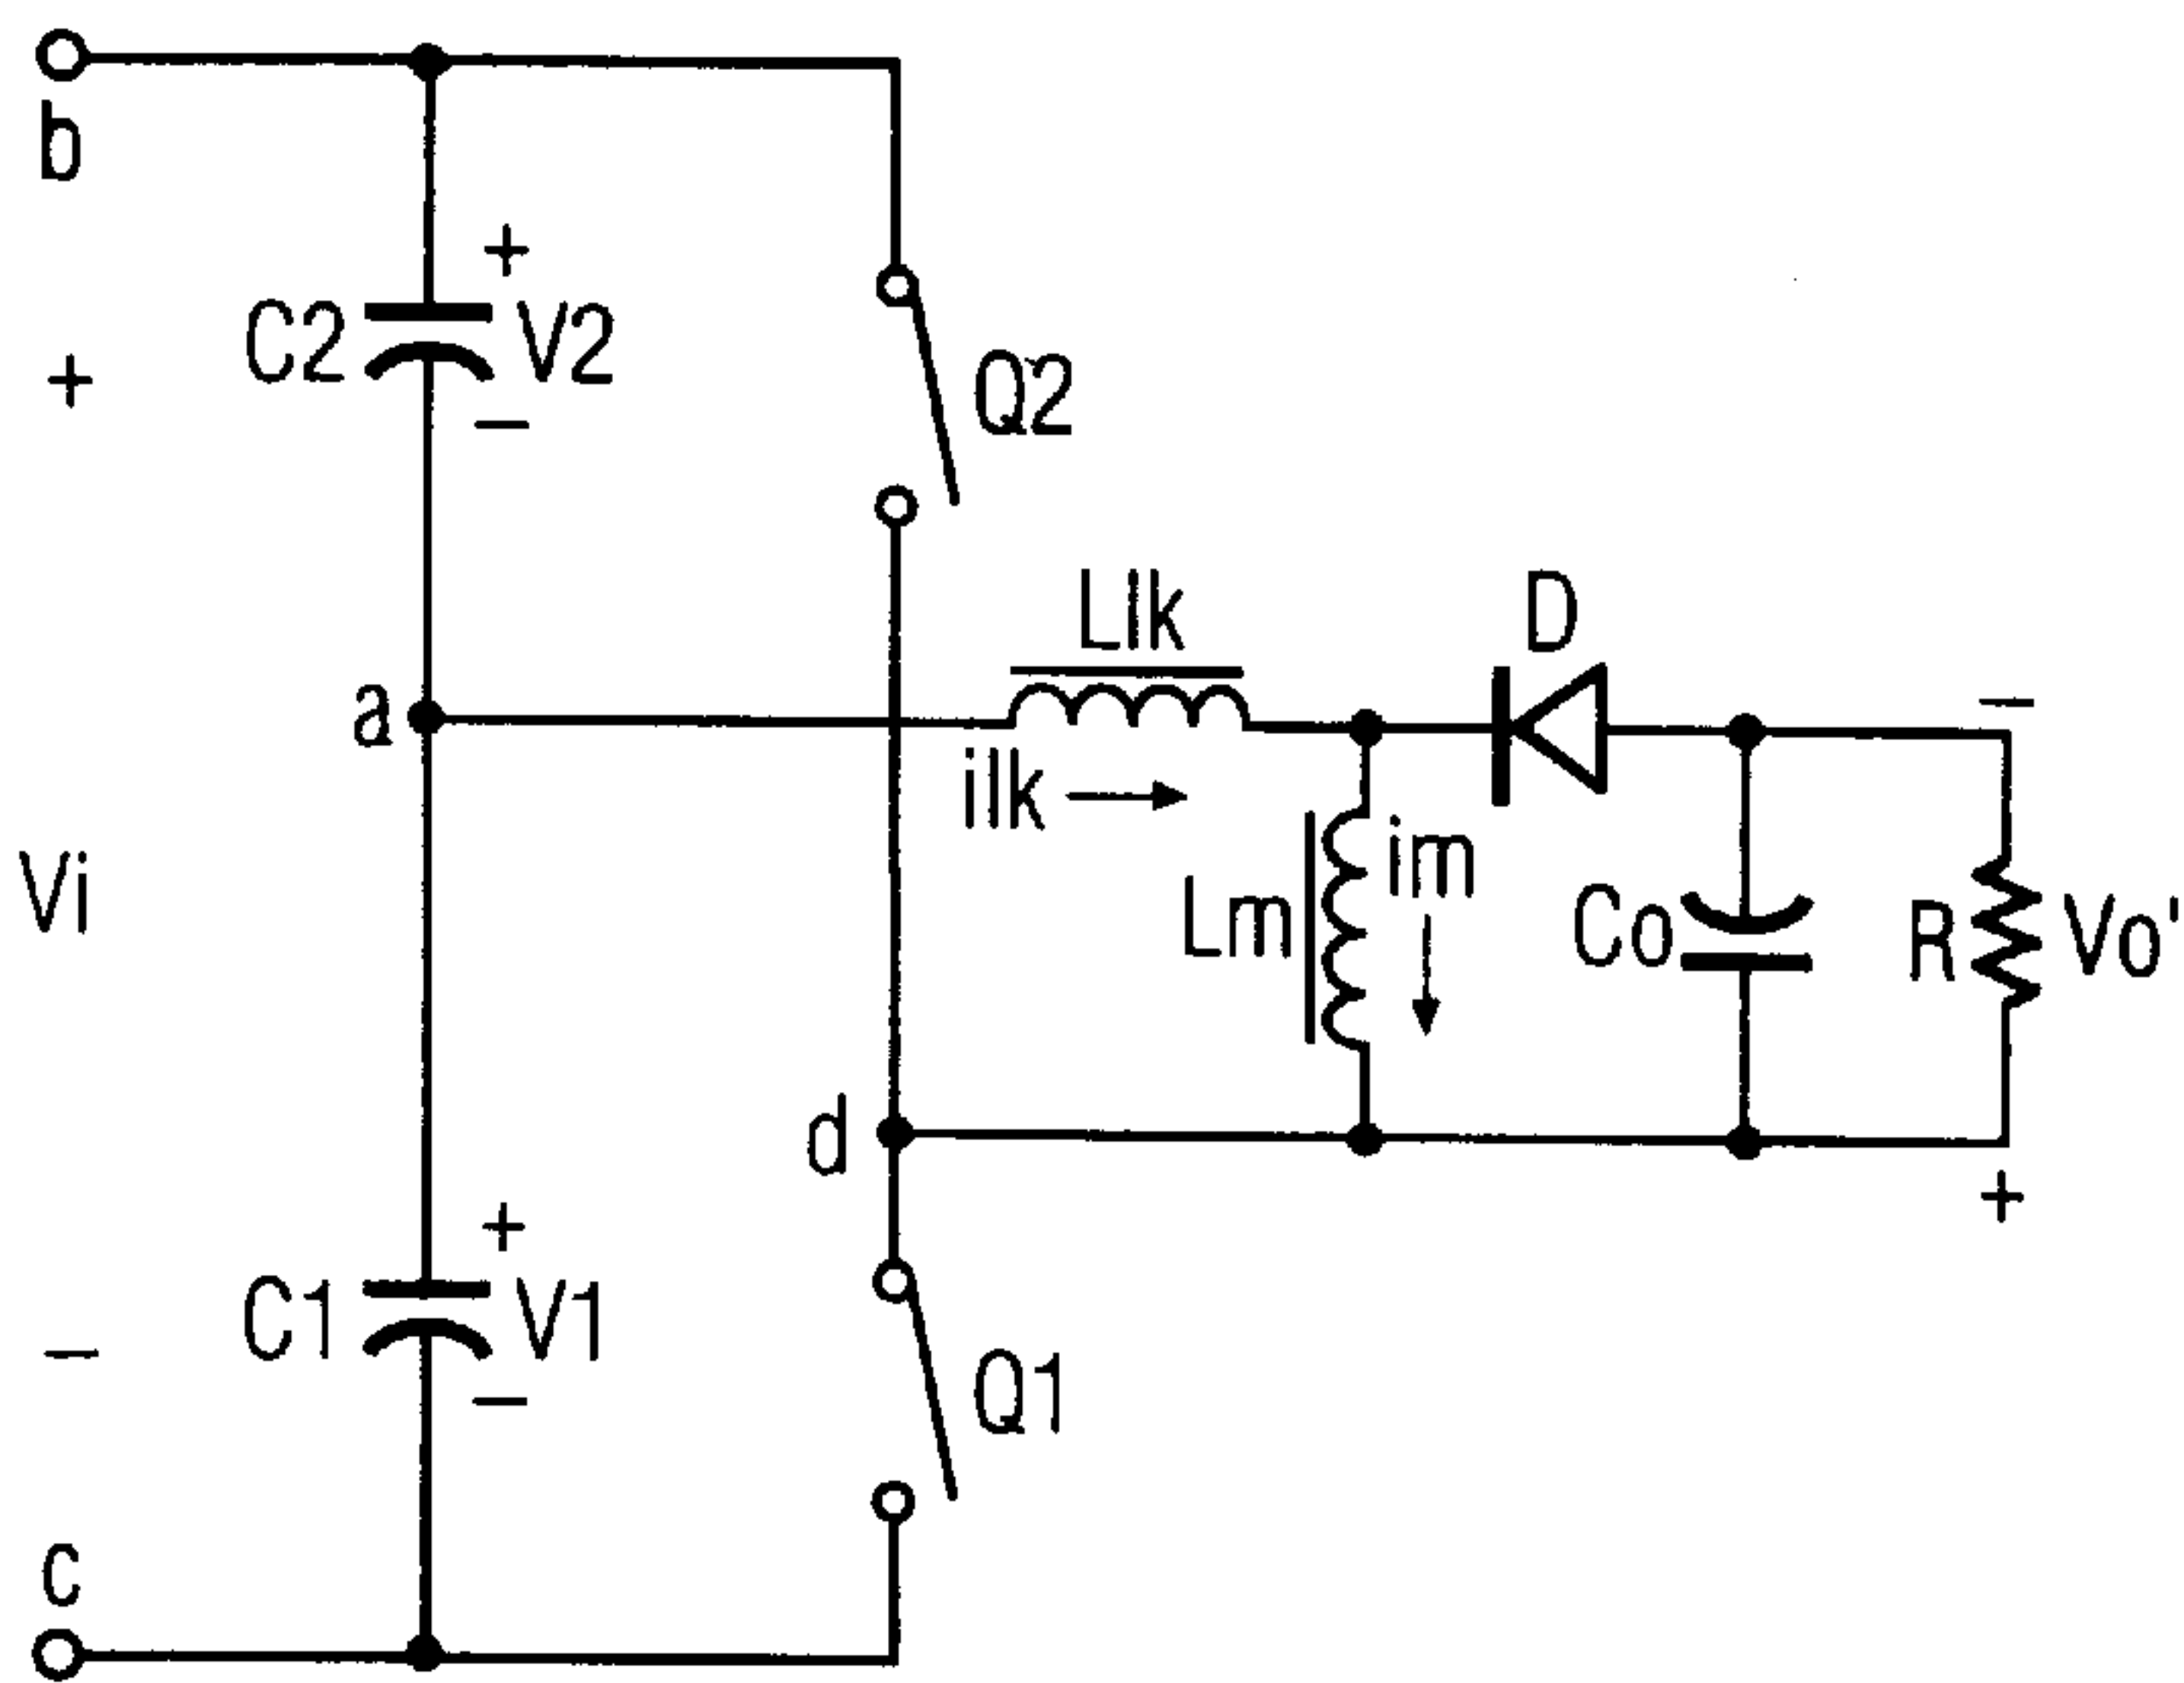 b
+
C2
V2
−
+
Q2
Llk
D
−
a
ilk
im
Vi
Lm
Co
R
Vo'
d
+
+
C1
V1
−
−
Q1
c